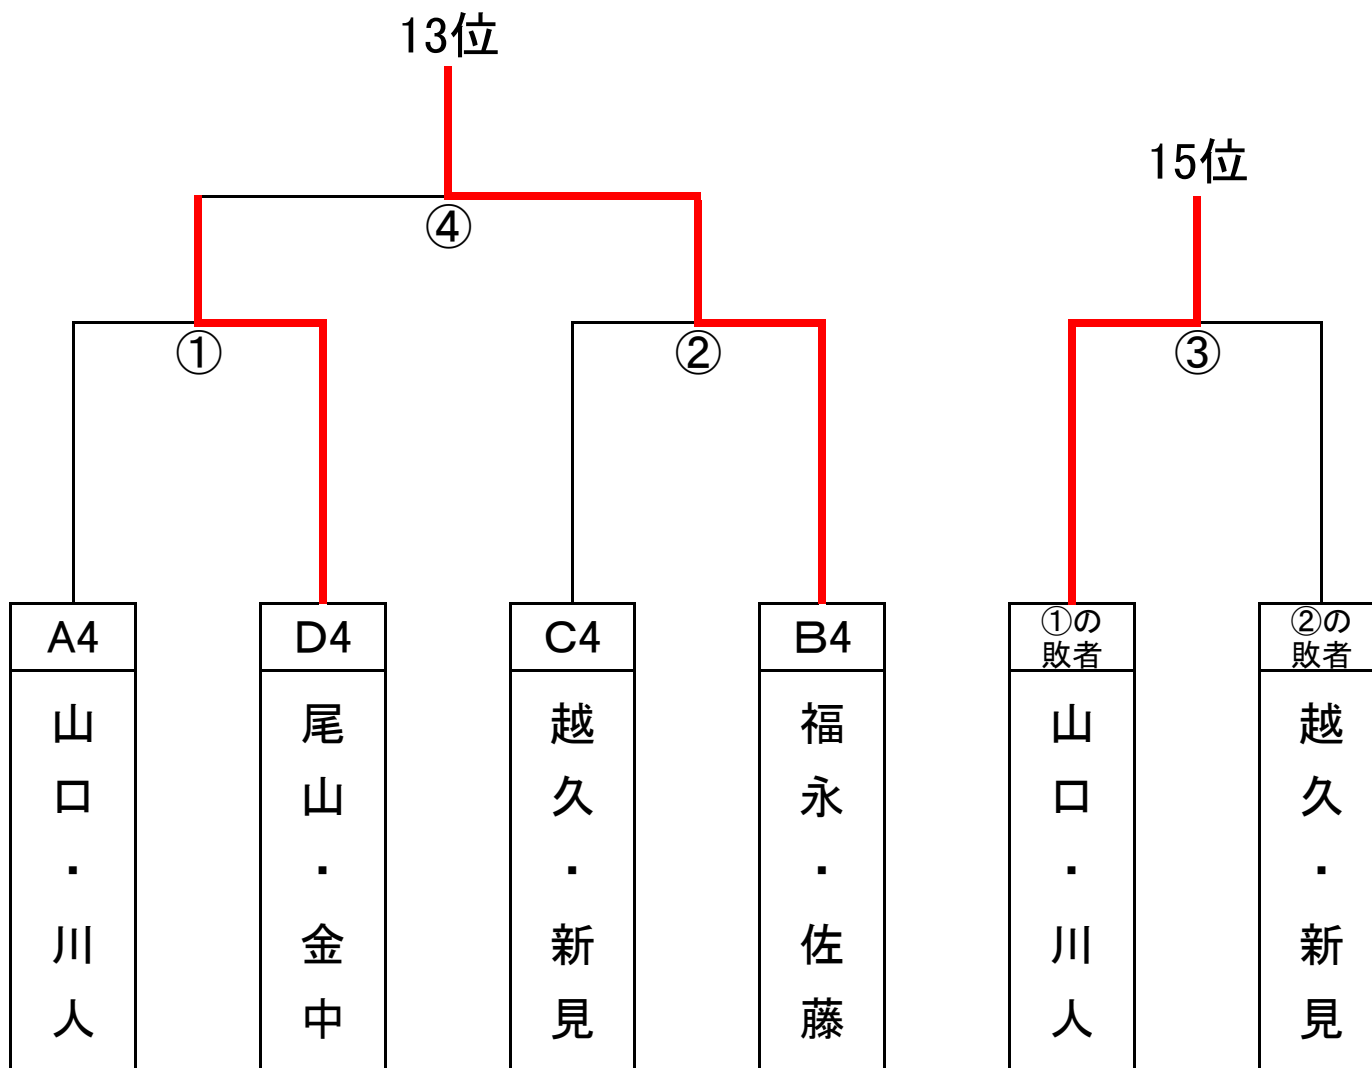 13位
15位
④
①
②
③
A4
D4
C4
B4
①の
敗者
②の
敗者
山口・川人
尾山・金中
越久・新見
福永・佐藤
山口・川人
越久・新見